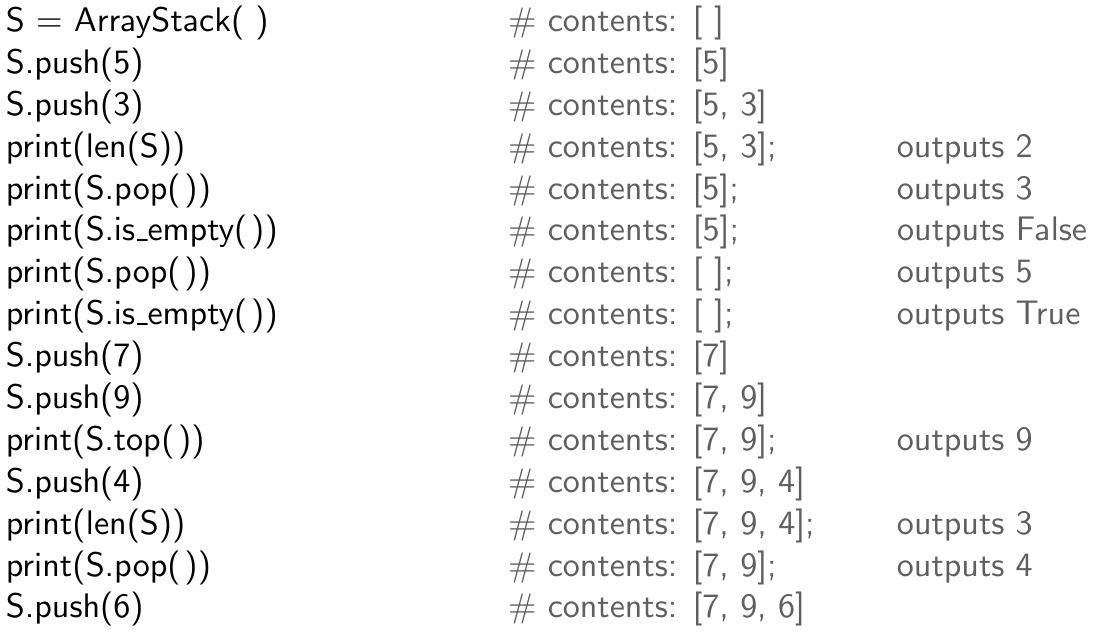 S = ArrayStack( ) # contents: [ ]
S.push(5) # contents: [5]
S.push(3) # contents: [5, 3]
print(len(S)) # contents: [5, 3]; outputs 2
print(S.pop( )) # contents: [5]; outputs 3
print(S.is_empty( )) # contents: [5]; outputs False
print(S.pop( )) # contents: [ ]; outputs 5
print(S.is_empty( )) # contents: [ ]; outputs True
S.push(7) # contents: [7]
S.push(9) # contents: [7, 9]
print(S.top( )) # contents: [7, 9]; outputs 9
S.push(4) # contents: [7, 9, 4]
print(len(S)) # contents: [7, 9, 4]; outputs 3
print(S.pop( )) # contents: [7, 9]; outputs 4
S.push(6) # contents: [7, 9, 6]